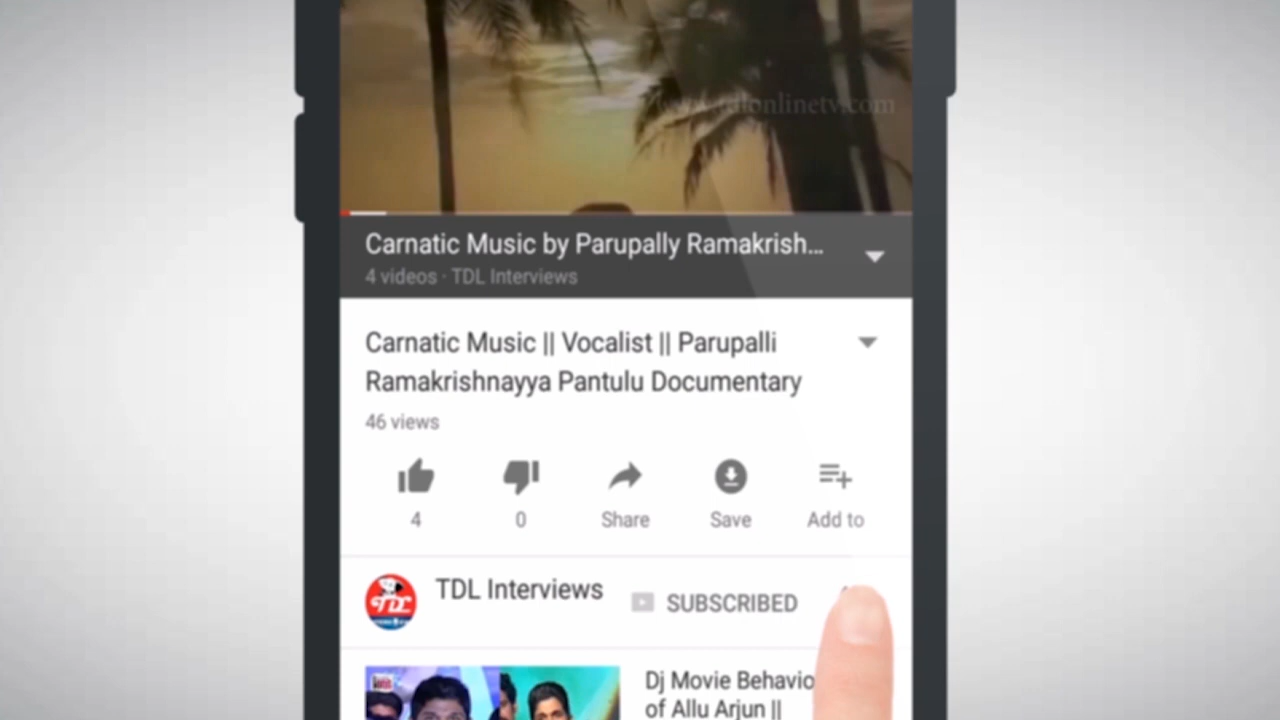 Carnatic Music by Parupally Ramakrish...
4 videos · TDL Interviews
Carnatic Music || Vocalist || Parupalli
Ramakrishnayya Pantulu Documentary
46 views
4
0
Share
Save
Add to
TDL
TDL Interviews
SUBSCRIBED
Dj Movie Behavio
of Allu Arjun ||